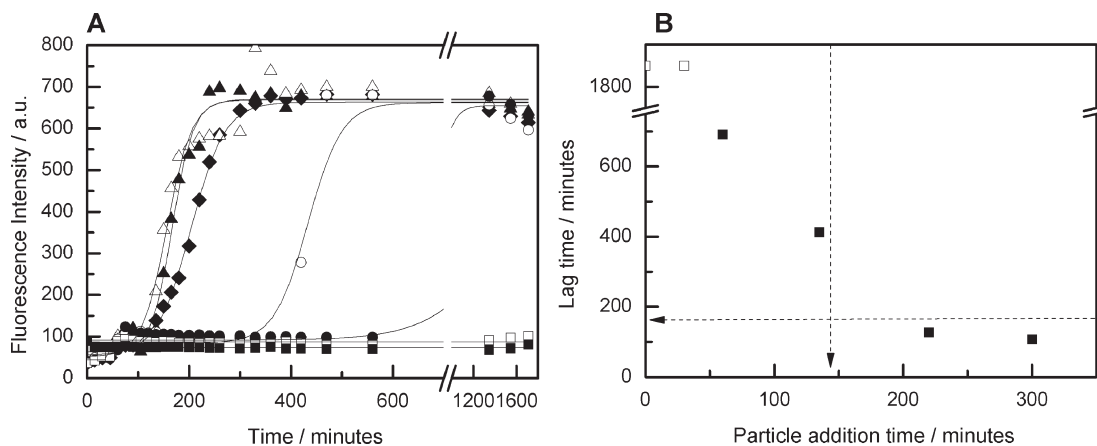 A
Fluorescence Intensity / a.u.
800
700
600
500
400
300
200
100
0
0 200 400 600 1200 1600
Time / minutes
B
Lag time / minutes
1800
600
400
200
0
0 100 200 300
Particle addition time / minutes